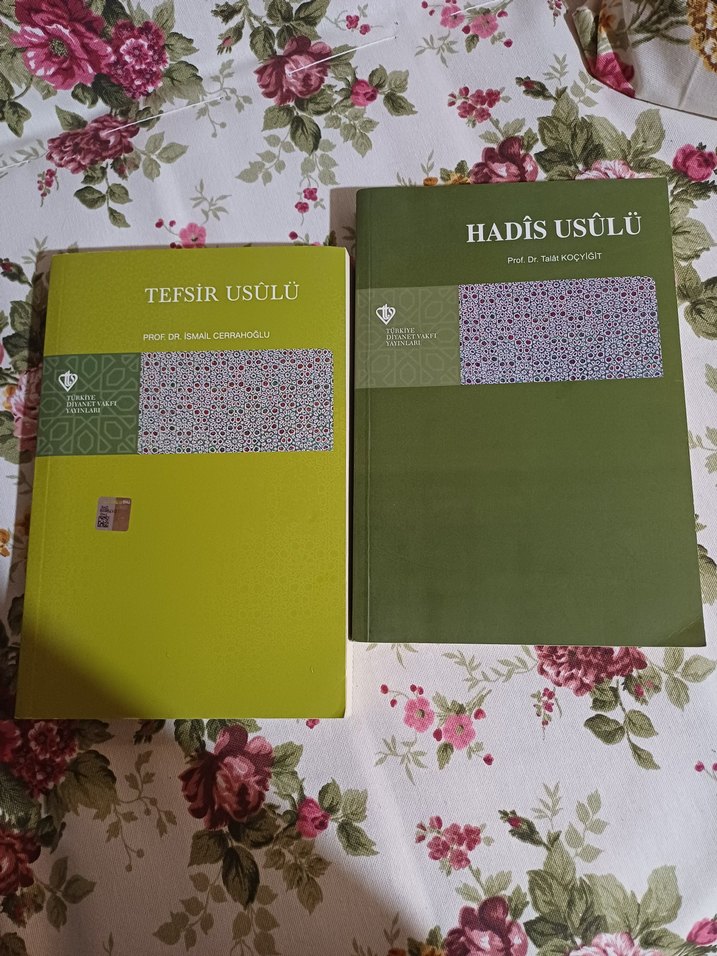 TEFSİR USÛLÜ
PROF. DR. İSMAİL CERRAHOĞLU
TÜRKİYE
DİYANET VAKFI
YAYINLARI
HADÎS USÛLÜ
Prof. Dr. Talât KOÇYİĞİT
TÜRKİYE
DİYANET VAKFI
YAYINLARI